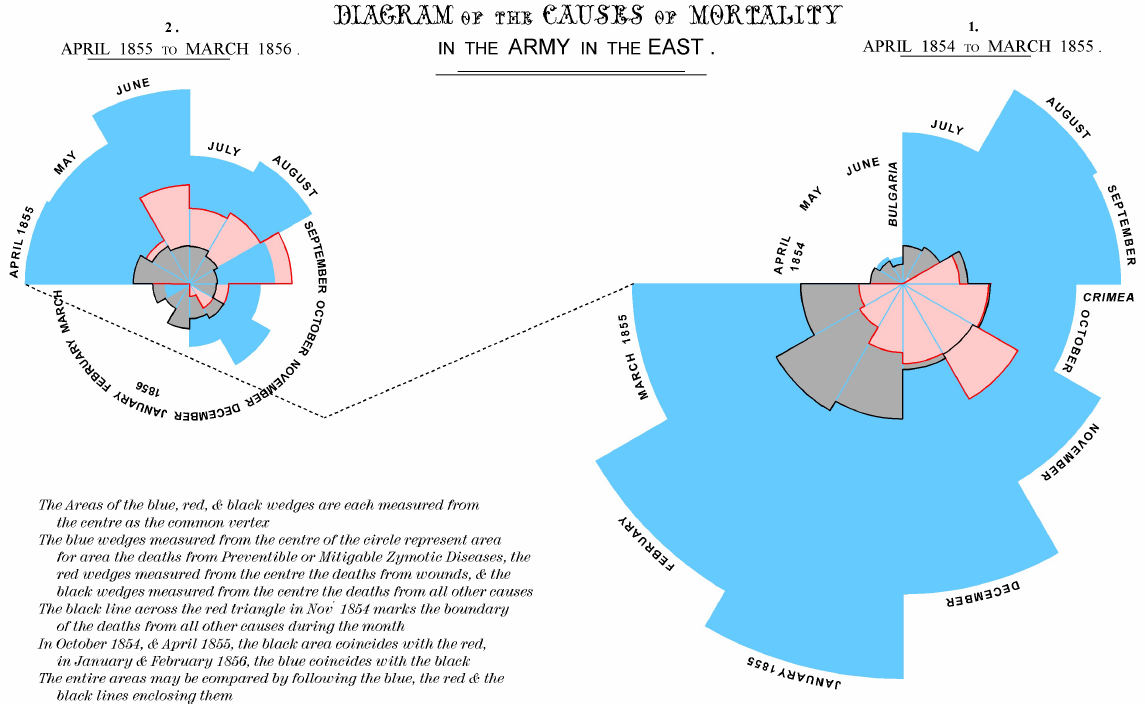 DIAGRAM OF THE CAUSES OF MORTALITY
IN THE ARMY IN THE EAST .
2 .
APRIL 1855 TO MARCH 1856 .
1.
APRIL 1854 TO MARCH 1855 .
APRIL 1855
MAY
JUNE
JULY
AUGUST
SEPTEMBER
OCTOBER
NOVEMBER
DECEMBER
JANUARY
1856
FEBRUARY
MARCH
APRIL
1854
MAY
JUNE
BULGARIA
JULY
AUGUST
SEPTEMBER
CRIMEA
OCTOBER
NOVEMBER
DECEMBER
JANUARY 1855
FEBRUARY
MARCH 1855
The Areas of the blue, red, & black wedges are each measured from
the centre as the common vertex
The blue wedges measured from the centre of the circle represent area
for area the deaths from Preventible or Mitigable Zymotic Diseases, the
red wedges measured from the centre the deaths from wounds, & the
black wedges measured from the centre the deaths from all other causes
The black line across the red triangle in Nov' 1854 marks the boundary
of the deaths from all other causes during the month
In October 1854, & April 1855, the black area coincides with the red,
in January & February 1856, the blue coincides with the black
The entire areas may be compared by following the blue, the red & the
black lines enclosing them